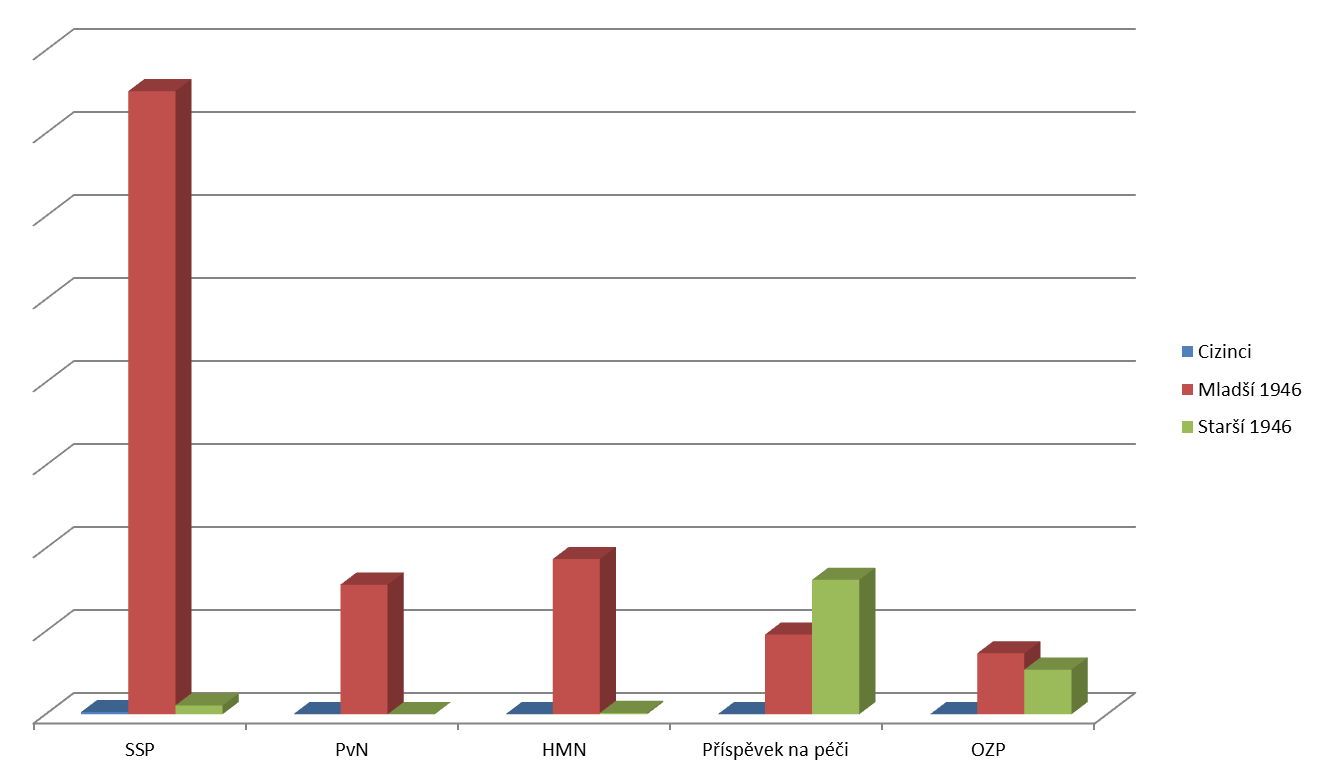 Cizinci
Mladší 1946
Starší 1946
SSP
PvN
HMN
Příspěvek na péči
OZP